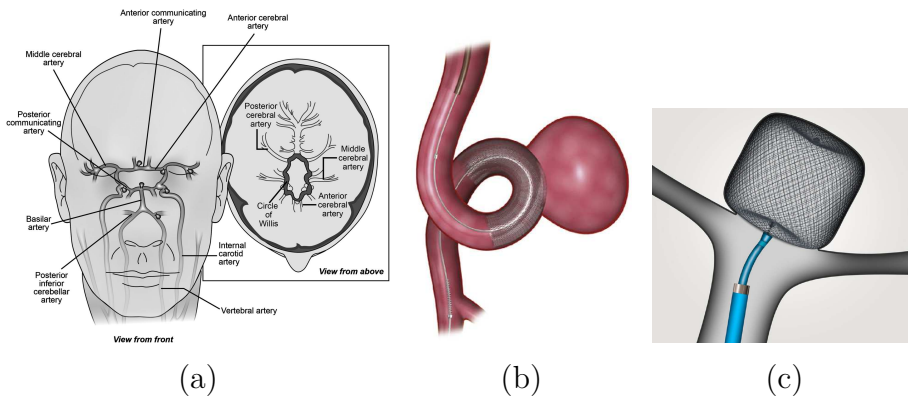 Anterior communicating
artery
Anterior cerebral
artery
Middle cerebral
artery
Posterior
communicating
artery
Basilar
artery
Posterior
inferior
cerebellar
artery
Internal
carotid
artery
Vertebral artery
View from front
Posterior
cerebral
artery
Middle
cerebral
artery
Anterior
cerebral
artery
Circle
of
Willis
View from above
(a)
(b)
(c)